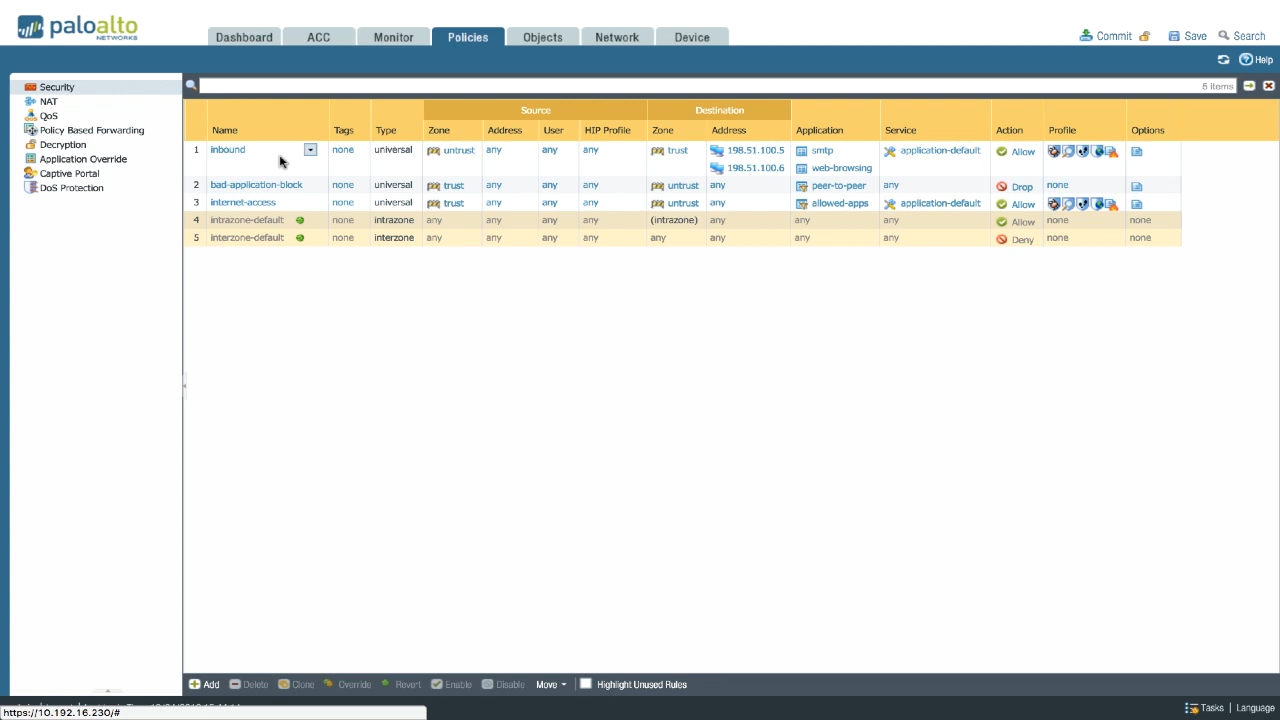 paloalto
NETWORKS
Dashboard ACC Monitor Policies Objects Network Device
Commit Save Search
Help
Security
NAT
QoS
Policy Based Forwarding
Decryption
Application Override
Captive Portal
DoS Protection
5 items
Source Destination
Name Tags Type Zone Address User HIP Profile Zone Address Application Service Action Profile Options
1 inbound none universal untrust any any any trust 198.51.100.5 smtp application-default Allow
198.51.100.6 web-browsing
2 bad-application-block none universal trust any any any untrust any peer-to-peer any Drop none
3 internet-access none universal trust any any any untrust any allowed-apps application-default Allow
4 intrazone-default none intrazone any any any any (intrazone) any any any Allow none none
5 interzone-default none interzone any any any any any any any any Deny none none
Add Delete Clone Override Revert Enable Disable Move Highlight Unused Rules
https://10.192.16.230/#
Tasks | Language